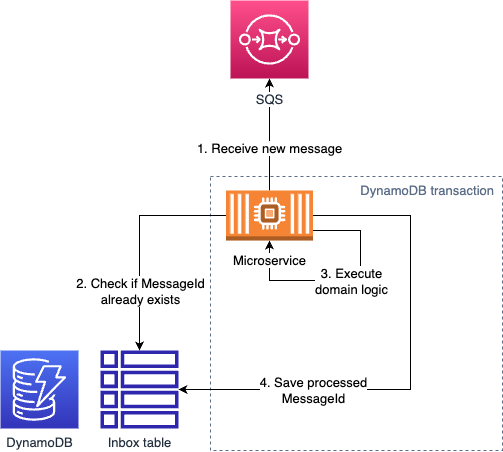 SQS
1. Receive new message
DynamoDB transaction
Microservice
2. Check if MessageId
already exists
3. Execute
domain logic
4. Save processed
MessageId
DynamoDB
Inbox table